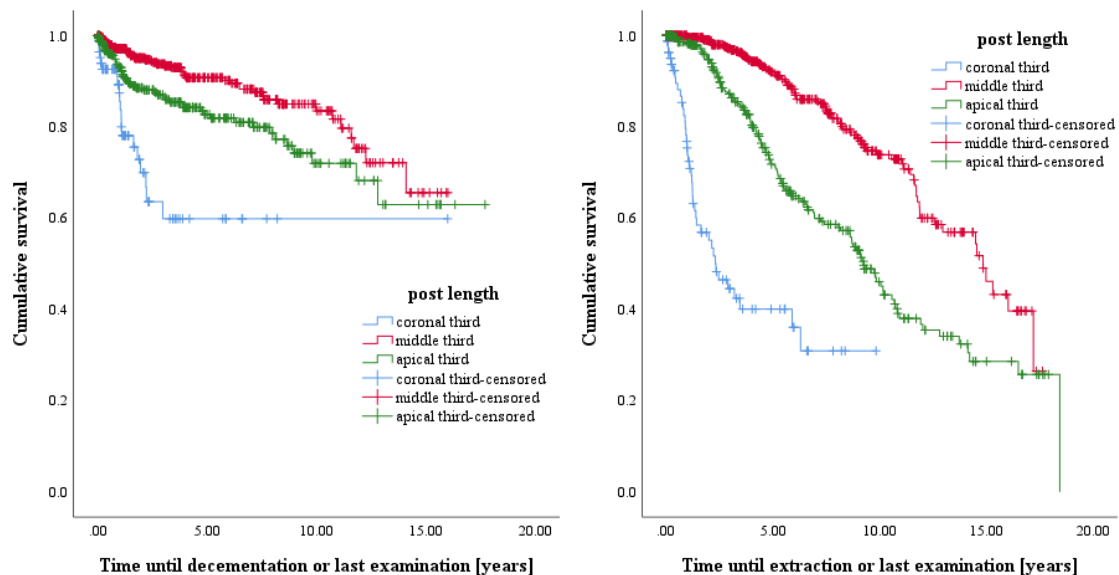 Cumulative survival
1.0
0.8
0.6
0.4
0.2
0.0
post length
coronal third
middle third
apical third
coronal third-censored
middle third-censored
apical third-censored
.00 5.00 10.00 15.00 20.00
Time until decementation or last examination [years]
Cumulative survival
1.0
0.8
0.6
0.4
0.2
0.0
post length
coronal third
middle third
apical third
coronal third-censored
middle third-censored
apical third-censored
.00 5.00 10.00 15.00 20.00
Time until extraction or last examination [years]